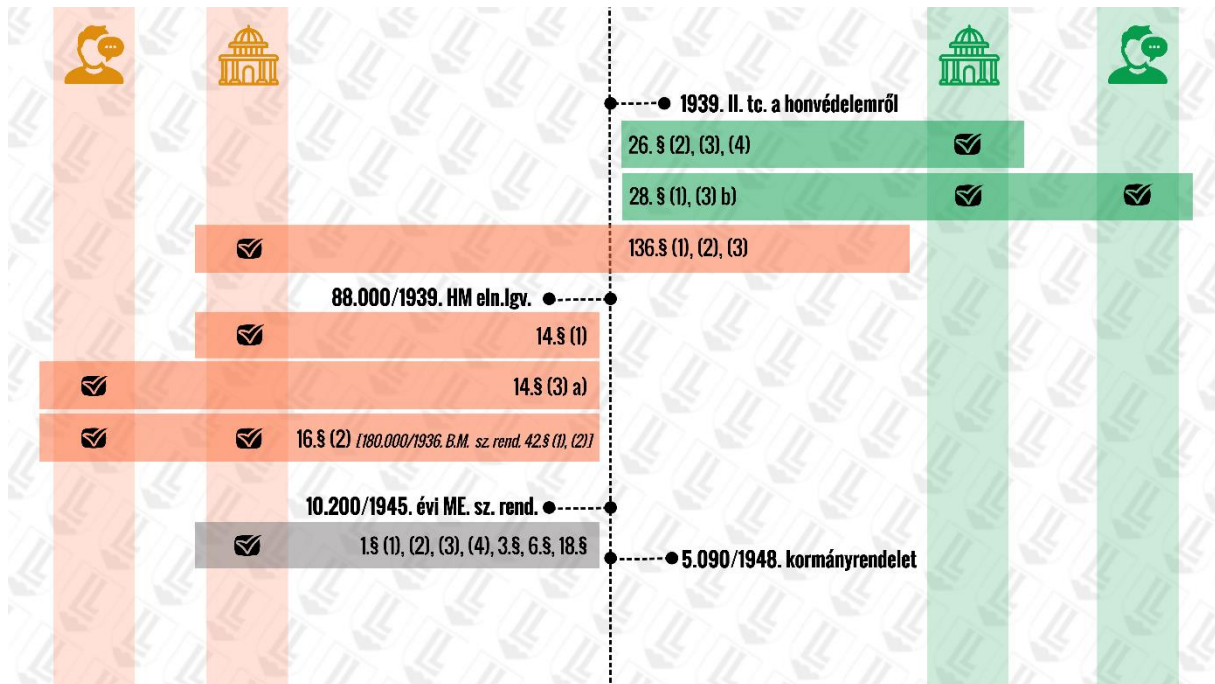 1939. II. tc. a honvédelemről
26. § (2), (3), (4)
28. § (1), (3) b)
136.§ (1), (2), (3)
88.000/1939. HM eln.lgv.
14.§ (1)
14.§ (3) a)
16.§ (2) [180.000/1936. B.M. sz. rend. 42.§ (1), (2)]
10.200/1945. évi ME. sz. rend.
1.§ (1), (2), (3), (4), 3.§, 6.§, 18.§
5.090/1948. kormányrendelet